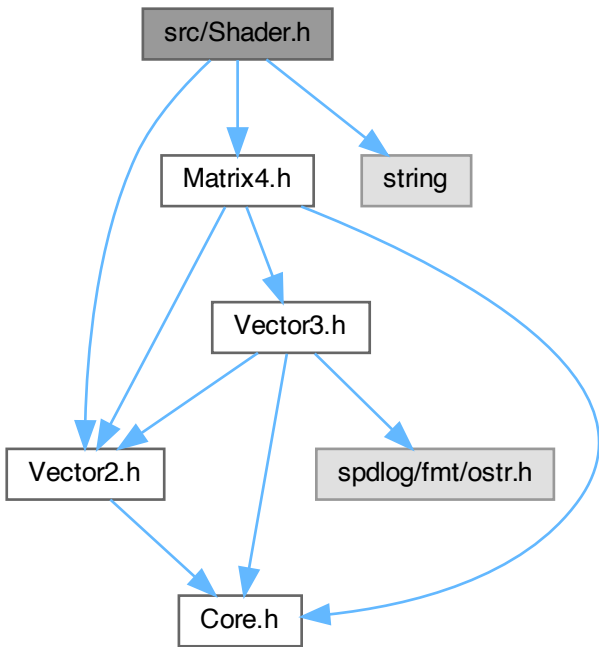 src/Shader.h
Matrix4.h
string
Vector3.h
Vector2.h
spdlog/fmt/ostr.h
Core.h